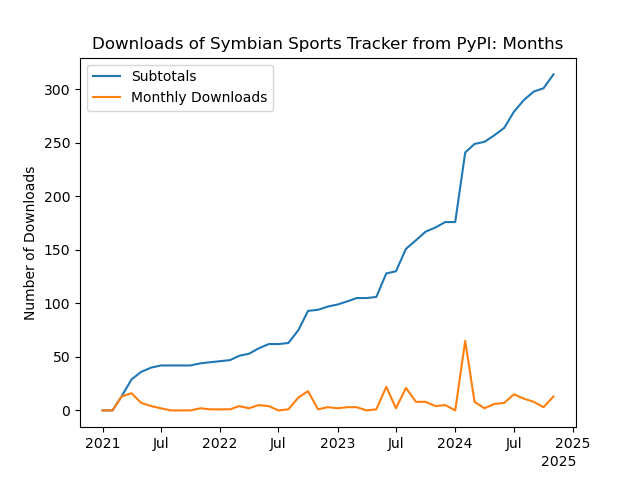 Downloads of Symbian Sports Tracker from PyPI: Months
Subtotals
Monthly Downloads
Number of Downloads
300
250
200
150
100
50
0
2021
Jul
2022
Jul
2023
Jul
2024
Jul
2025
2025